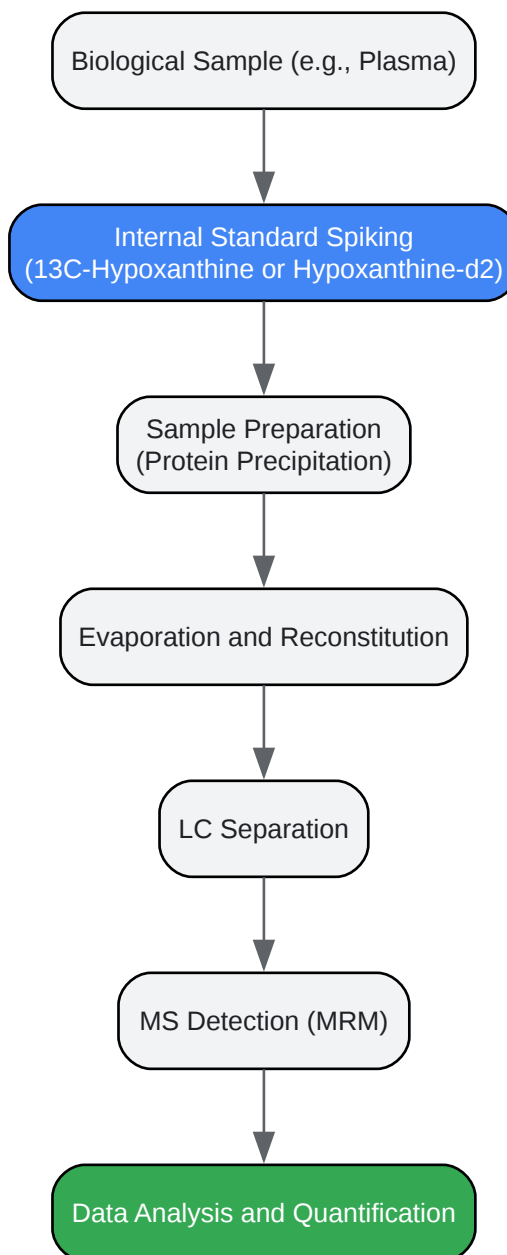 Biological Sample (e.g., Plasma)
Internal Standard Spiking
(13C-Hypoxanthine or Hypoxanthine-d2)
Sample Preparation
(Protein Precipitation)
Evaporation and Reconstitution
LC Separation
MS Detection (MRM)
Data Analysis and Quantification